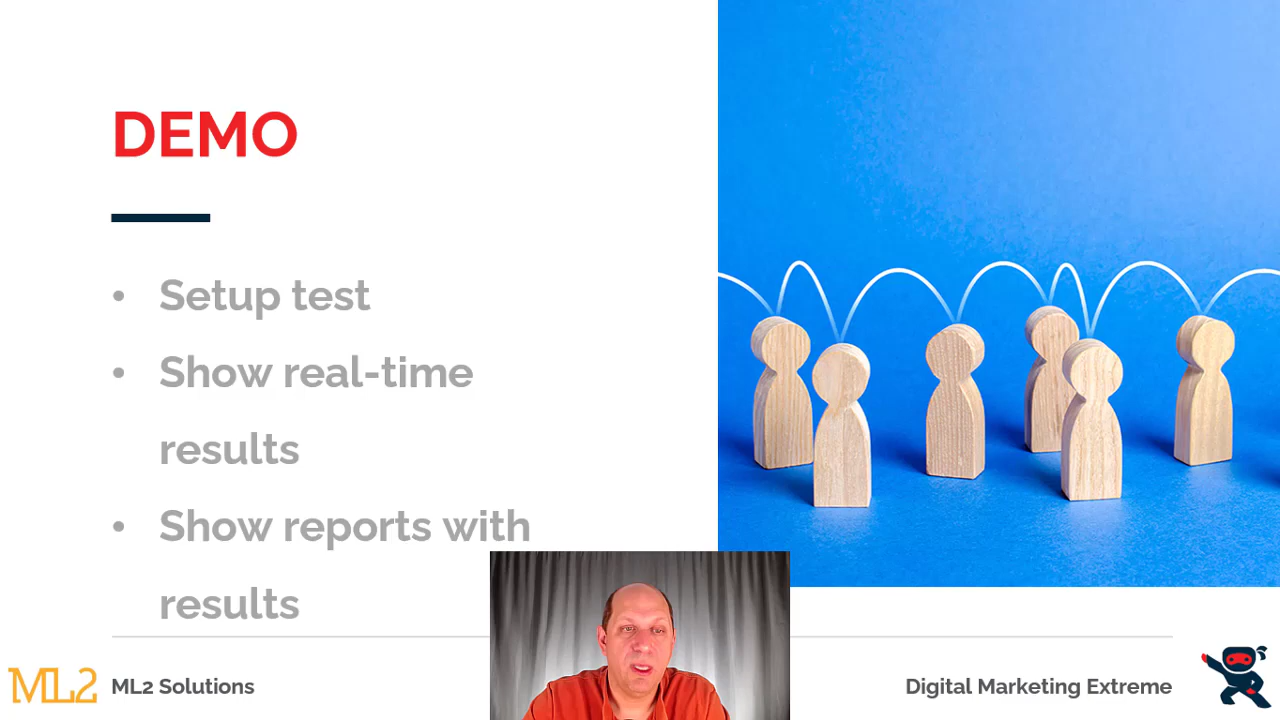 DEMO
• Setup test
• Show real-time
results
• Show reports with
results
ML2 ML2 Solutions
Digital Marketing Extreme